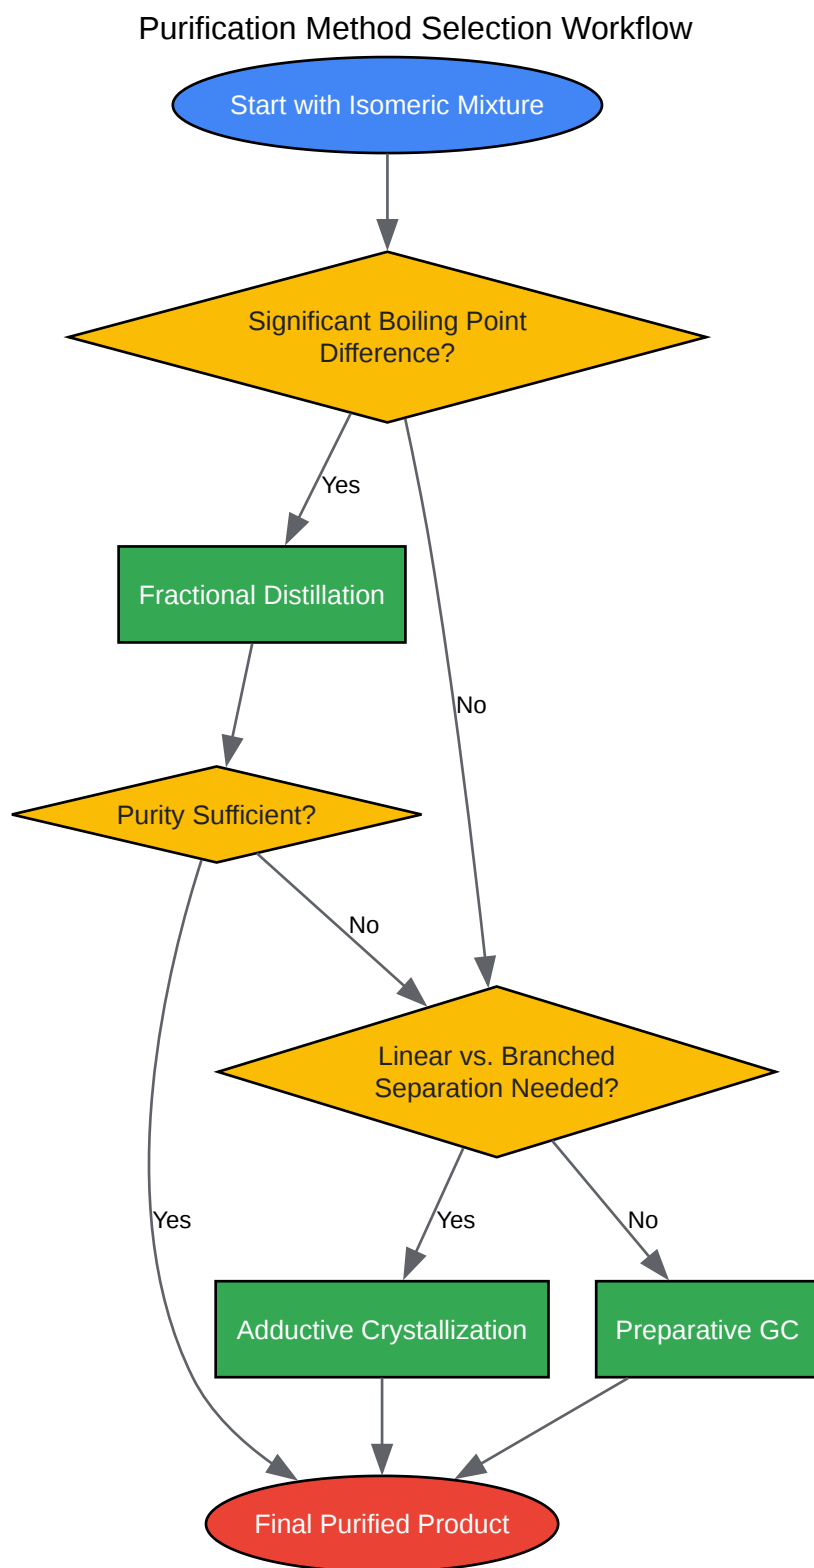 Purification Method Selection Workflow
Start with Isomeric Mixture
Significant Boiling Point
Difference?
Yes
Fractional Distillation
No
Purity Sufficient?
No
Linear vs. Branched
Separation Needed?
Yes
Yes
No
Adductive Crystallization
Preparative GC
Final Purified Product